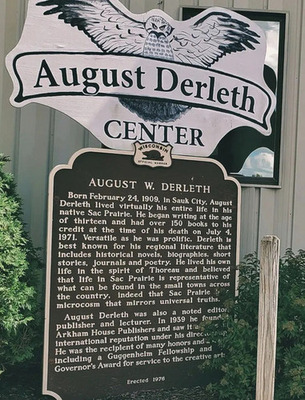 August Derleth
CENTER
WISCONSIN
AUGUST W. DERLETH
Born February 24, 1909, in Sauk City, August
Derleth lived virtually his entire life in his
native Sac Prairie. He began writing at the age
of thirteen and had over 150 books to his
credit at the time of his death on July 4,
1971. Versatile as he was prolific, Derleth is
best known for his regional literature that
includes historical novels, biographies, short
stories, journals and poetry. He lived his own
life in the spirit of Thoreau and believed
that life in Sac Prairie is representative of
what can be found in the small towns across
the country, indeed that Sac Prairie is
microcosm that mirrors universal truths.
August Derleth was also a noted editor
publisher and lecturer. In 1939 he founded
Arkham House Publishers and saw it
international reputation under his direc
He was the recipient of many honors and
including a Guggenheim Fellowship and
Governor's Award for service to the creative art
Erected 1976